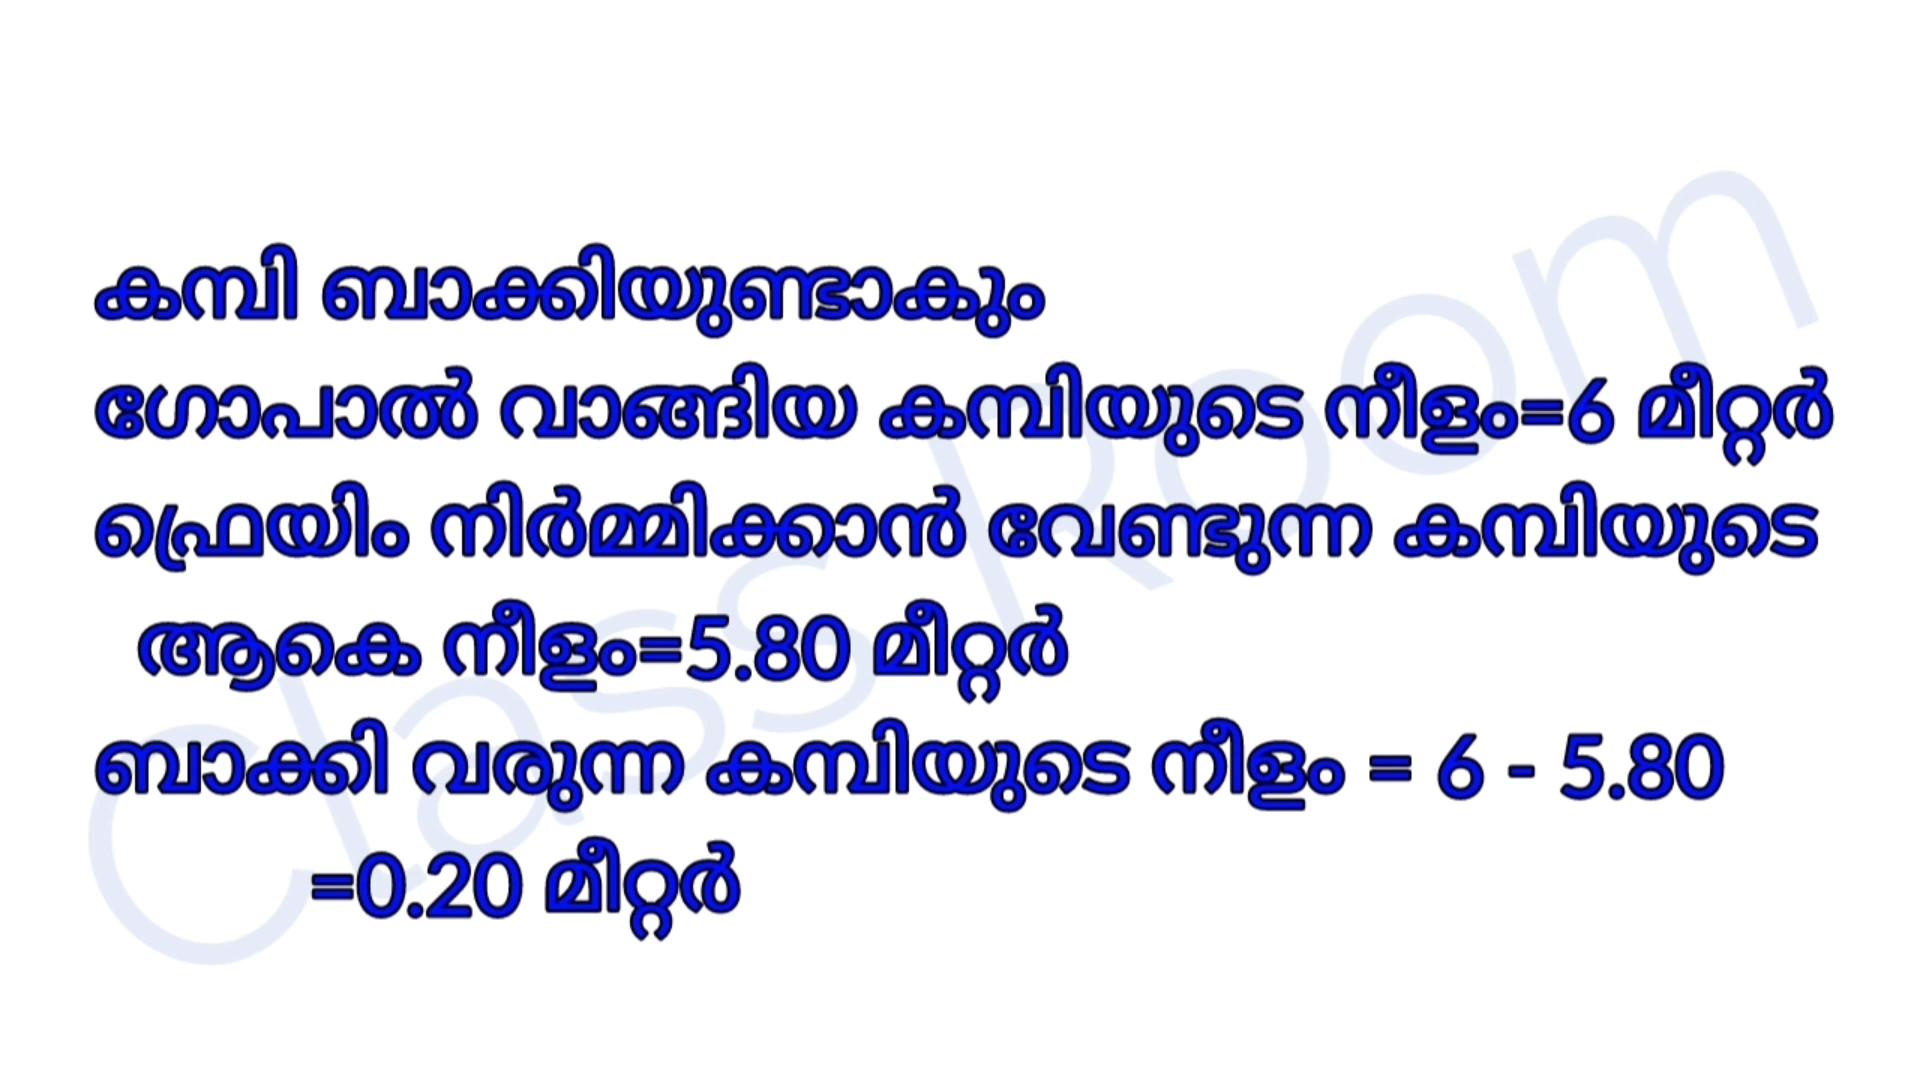 കമ്പി ബാക്കിയുണ്ടാകും
ഗോപാൽ വാങ്ങിയ കമ്പിയുടെ നീളം=6 മീറ്റർ
ഫ്രെയിം നിർമ്മിക്കാൻ വേണ്ടുന്ന കമ്പിയുടെ
ആകെ നീളം=5.80 മീറ്റർ
ബാക്കി വരുന്ന കമ്പിയുടെ നീളം = 6 - 5.80
=0.20 മീറ്റർ
Class Room